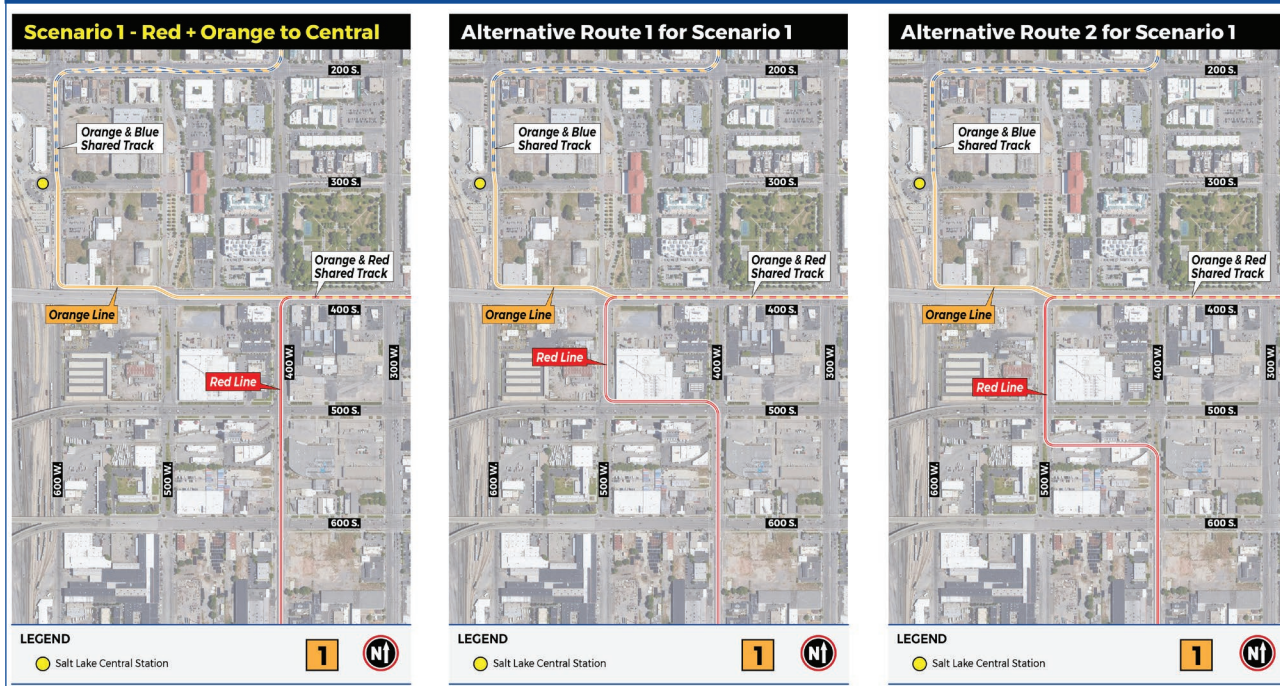 Scenario 1 - Red + Orange to Central
200 S.
Orange & Blue
Shared Track
300 S.
Orange & Red
Shared Track
Orange Line
400 S.
400 W.
300 W.
Red Line
500 S.
600 W.
500 W.
600 S.
LEGEND
Salt Lake Central Station
1
N
Alternative Route 1 for Scenario 1
200 S.
Orange & Blue
Shared Track
300 S.
Orange & Red
Shared Track
Orange Line
400 S.
Red Line
400 W.
300 W.
500 S.
600 W.
500 W.
600 S.
LEGEND
Salt Lake Central Station
1
N
Alternative Route 2 for Scenario 1
200 S.
Orange & Blue
Shared Track
300 S.
Orange & Red
Shared Track
Orange Line
400 S.
400 W.
300 W.
Red Line
500 S.
600 W.
500 W.
600 S.
LEGEND
Salt Lake Central Station
1
N